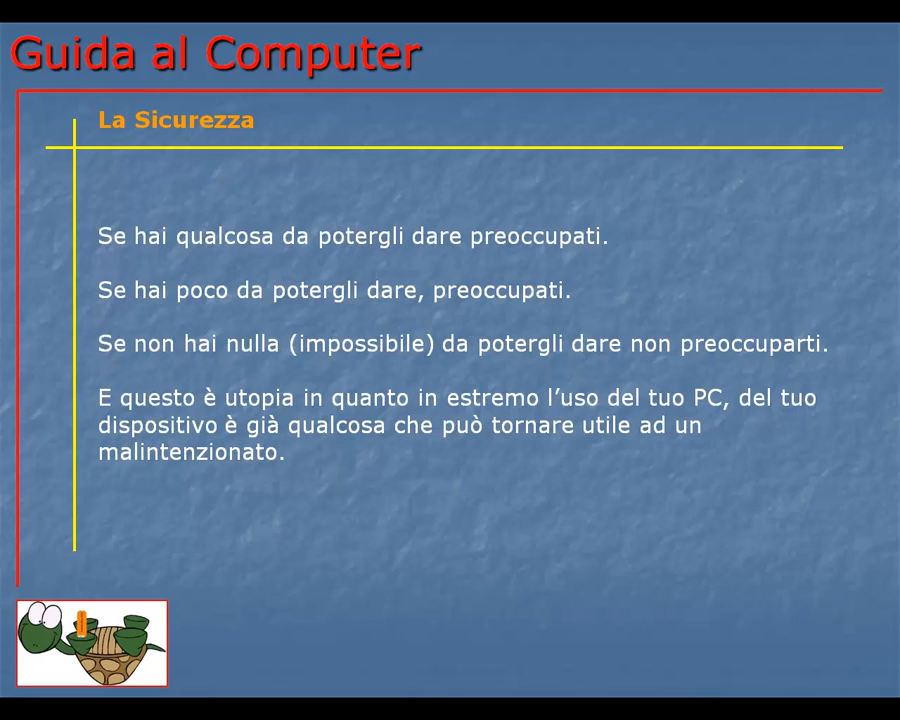 Guida al Computer
La Sicurezza
Se hai qualcosa da potergli dare preoccupati.
Se hai poco da potergli dare, preoccupati.
Se non hai nulla (impossibile) da potergli dare non preoccuparti.
E questo è utopia in quanto in estremo l’uso del tuo PC, del tuo
dispositivo è già qualcosa che può tornare utile ad un
malintenzionato.